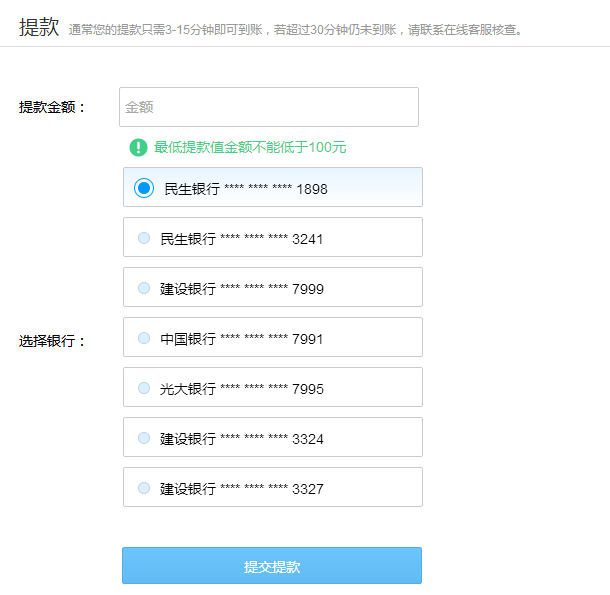 提款 通常您的提款只需3-15分钟即可到账，若超过30分钟仍未到账，请联系在线客服核查。
提款金额： 金额
最低提款值金额不能低于100元
民生银行 **** **** **** 1898
民生银行 **** **** **** 3241
建设银行 **** **** **** 7999
选择银行： 中国银行 **** **** **** 7991
光大银行 **** **** **** 7995
建设银行 **** **** **** 3324
建设银行 **** **** **** 3327
提交提款